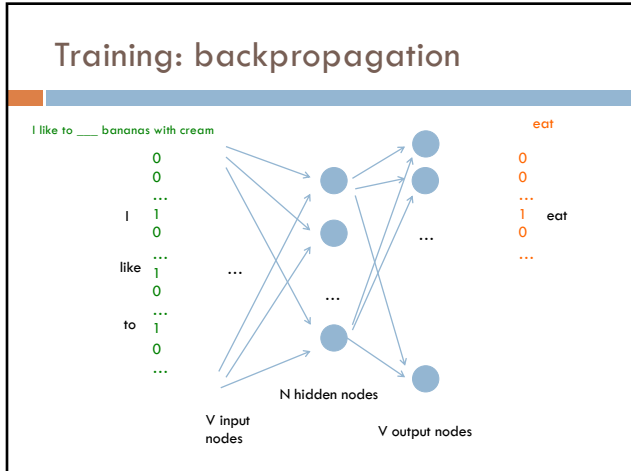 Training: backpropagation
I like to ___ bananas with cream
0
0
...
I
1
0
...
like
1
0
...
to
1
0
...
...
...
...
eat
0
0
...
1
eat
0
...
N hidden nodes
V input
nodes
V output nodes